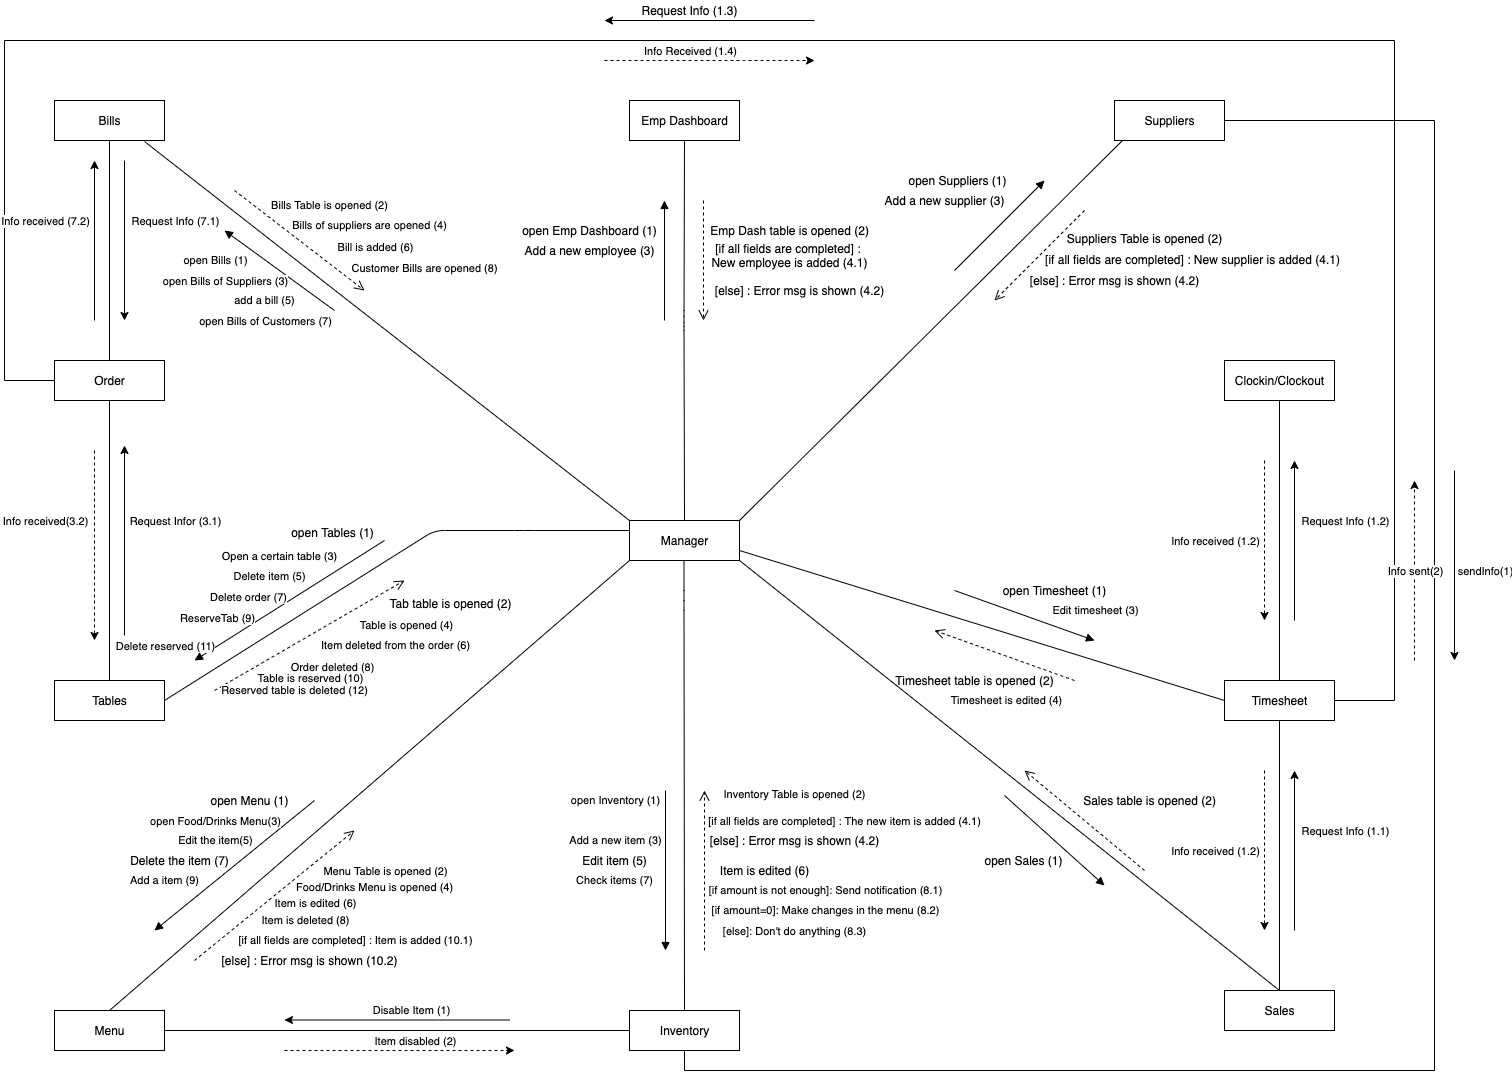 Request Info (1.3)
Info Received (1.4)
Bills
Emp Dashboard
Suppliers
Info received (7.2)
Request Info (7.1)
Bills Table is opened (2)
Bills of suppliers are opened (4)
Bill is added (6)
Customer Bills are opened (8)
open Bills (1)
open Bills of Suppliers (3)
add a bill (5)
open Bills of Customers (7)
open Emp Dashboard (1)
Add a new employee (3)
Emp Dash table is opened (2)
[if all fields are completed] :
New employee is added (4.1)
[else] : Error msg is shown (4.2)
open Suppliers (1)
Add a new supplier (3)
Suppliers Table is opened (2)
[if all fields are completed] : New supplier is added (4.1)
[else] : Error msg is shown (4.2)
Order
Clockin/Clockout
Info received(3.2)
Request Infor (3.1)
open Tables (1)
Open a certain table (3)
Delete item (5)
Delete order (7)
ReserveTab (9)
Delete reserved (11)
Tab table is opened (2)
Table is opened (4)
Item deleted from the order (6)
Order deleted (8)
Table is reserved (10)
Reserved table is deleted (12)
Manager
Info received (1.2)
Request Info (1.2)
Info sent(2)
sendInfo(1)
open Timesheet (1)
Edit timesheet (3)
Timesheet table is opened (2)
Timesheet is edited (4)
Tables
Timesheet
open Menu (1)
open Food/Drinks Menu(3)
Edit the item(5)
Delete the item (7)
Add a item (9)
Menu Table is opened (2)
Food/Drinks Menu is opened (4)
Item is edited (6)
Item is deleted (8)
[if all fields are completed] : Item is added (10.1)
[else] : Error msg is shown (10.2)
open Inventory (1)
Add a new item (3)
Edit item (5)
Check items (7)
Inventory Table is opened (2)
[if all fields are completed] : The new item is added (4.1)
[else] : Error msg is shown (4.2)
Item is edited (6)
[if amount is not enough]: Send notification (8.1)
[if amount=0]: Make changes in the menu (8.2)
[else]: Don't do anything (8.3)
Sales table is opened (2)
open Sales (1)
Info received (1.2)
Request Info (1.1)
Disable Item (1)
Item disabled (2)
Menu
Inventory
Sales